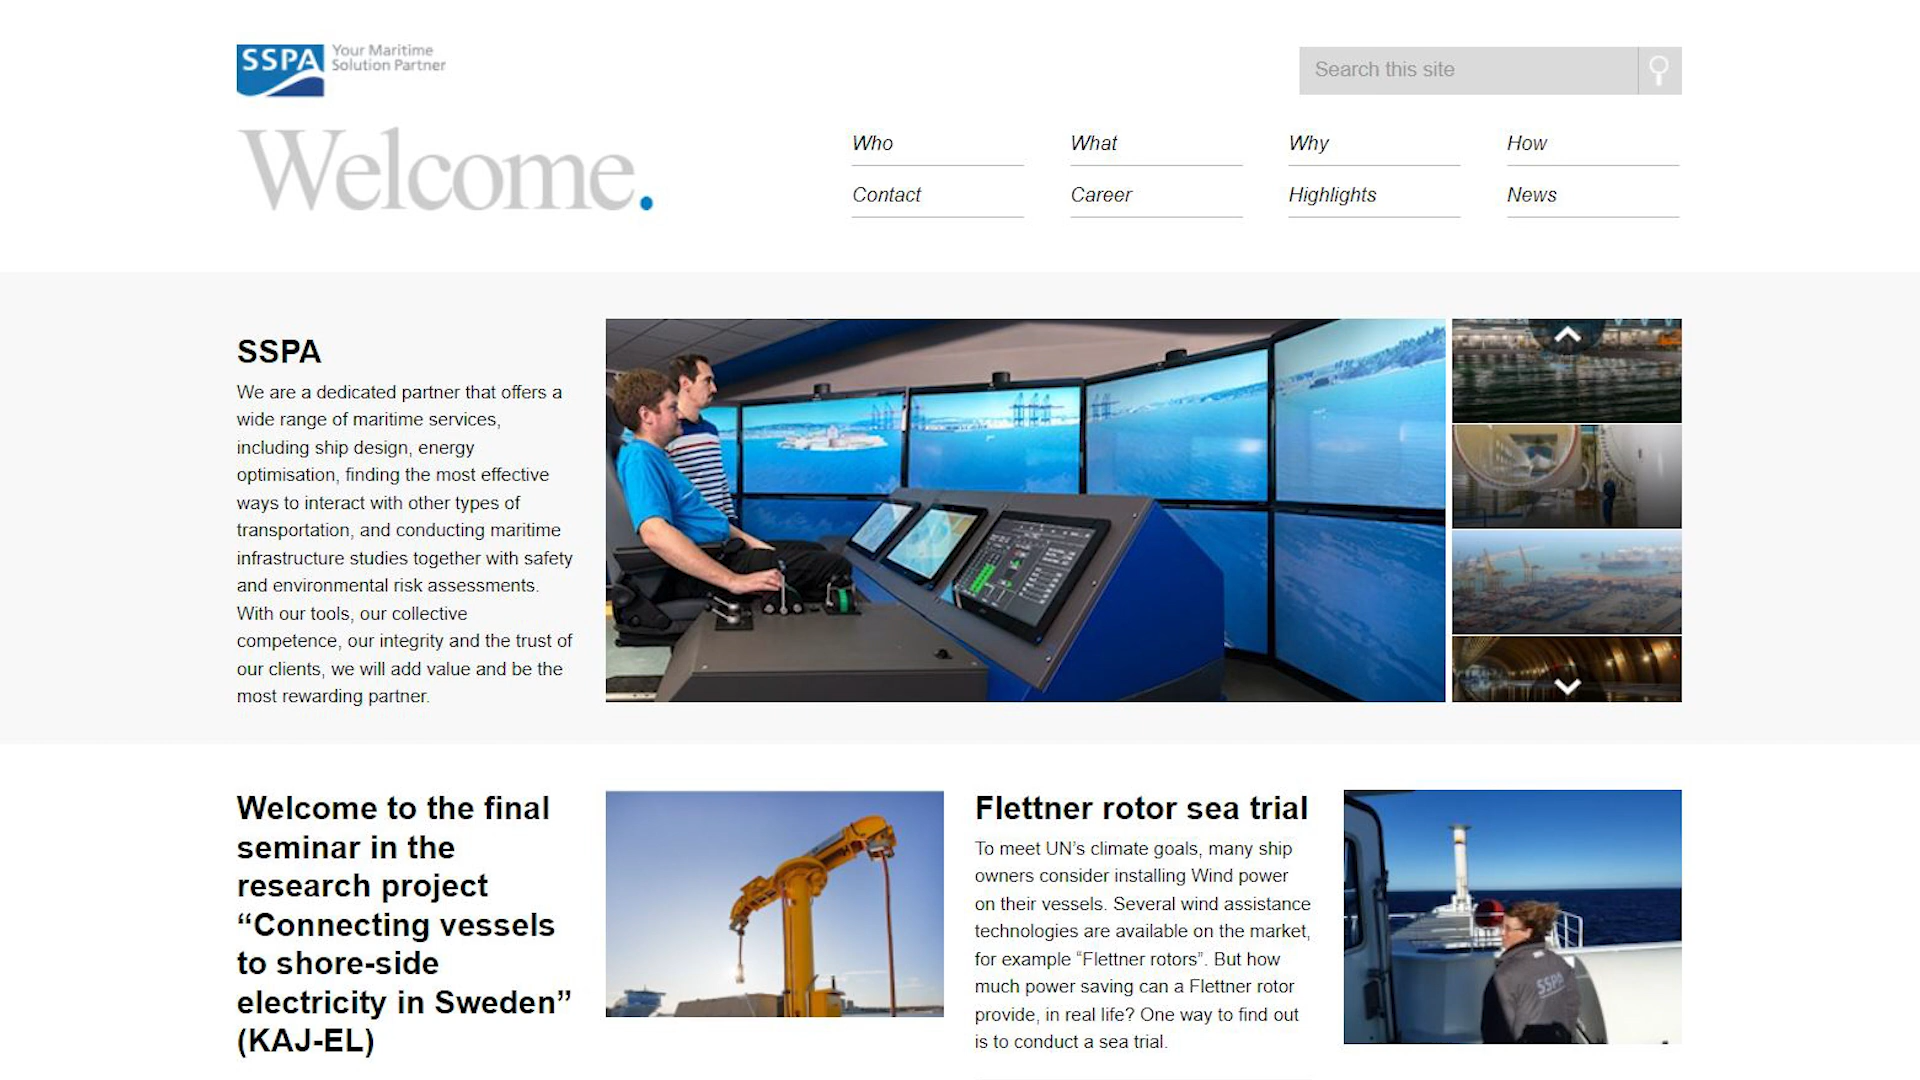 SSPA Your Maritime
Solution Partner
Search this site
Welcome.
Who What Why How
Contact Career Highlights News
SSPA
We are a dedicated partner that offers a
wide range of maritime services,
including ship design, energy
optimisation, finding the most effective
ways to interact with other types of
transportation, and conducting maritime
infrastructure studies together with safety
and environmental risk assessments.
With our tools, our collective
competence, our integrity and the trust of
our clients, we will add value and be the
most rewarding partner.
Welcome to the final
seminar in the
research project
“Connecting vessels
to shore-side
electricity in Sweden”
(KAJ-EL)
Flettner rotor sea trial
To meet UN’s climate goals, many ship
owners consider installing Wind power
on their vessels. Several wind assistance
technologies are available on the market,
for example “Flettner rotors”. But how
much power saving can a Flettner rotor
provide, in real life? One way to find out
is to conduct a sea trial.
SSPA